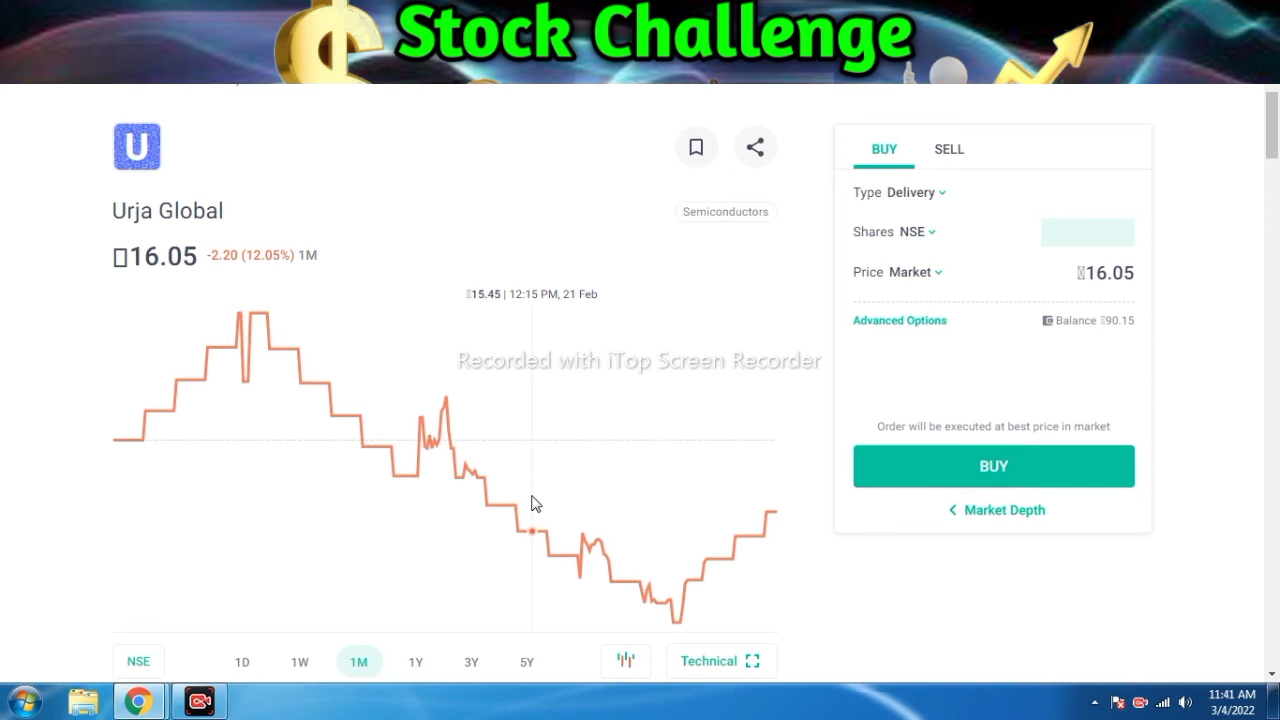 Stock Challenge
U
BUY SELL
Type Delivery
Urja Global
Semiconductors
Shares NSE
▯16.05 -2.20 (12.05%) 1M
Price Market ▯16.05
▯15.45 | 12:15 PM, 21 Feb
Advanced Options Balance ▯90.15
Recorded with iTop Screen Recorder
Order will be executed at best price in market
BUY
Market Depth
NSE 1D 1W 1M 1Y 3Y 5Y Technical
11:41 AM
3/4/2022